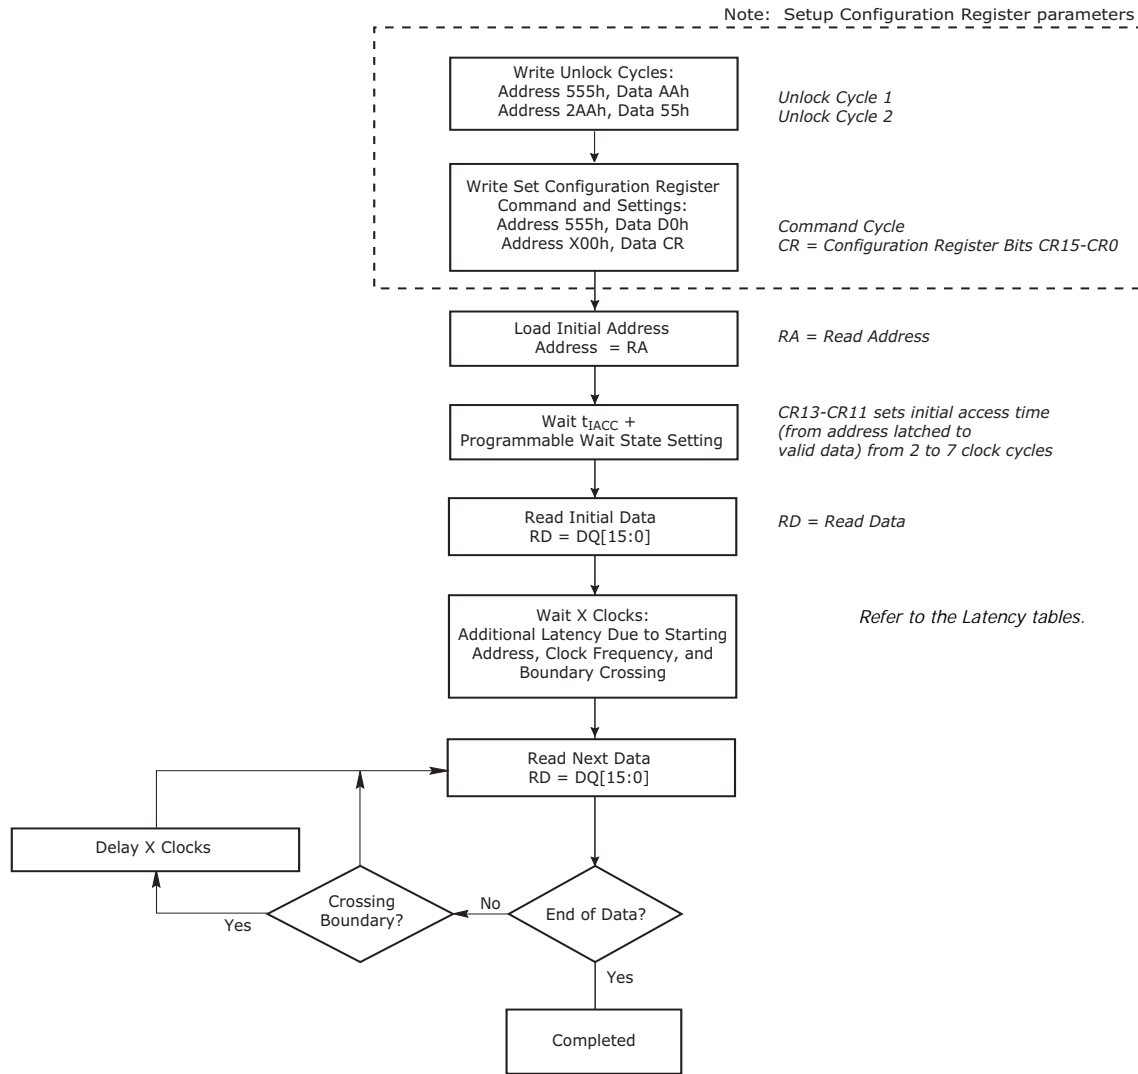 Note: Setup Configuration Register parameters
Write Unlock Cycles:
Address 555h, Data AAh
Address 2AAh, Data 55h
Unlock Cycle 1
Unlock Cycle 2
Write Set Configuration Register
Command and Settings:
Address 555h, Data D0h
Address X00h, Data CR
Command Cycle
CR = Configuration Register Bits CR15-CR0
Load Initial Address
Address = RA
RA = Read Address
Wait tIACC +
Programmable Wait State Setting
CR13-CR11 sets initial access time
(from address latched to
valid data) from 2 to 7 clock cycles
Read Initial Data
RD = DQ[15:0]
RD = Read Data
Wait X Clocks:
Additional Latency Due to Starting
Address, Clock Frequency, and
Boundary Crossing
Refer to the Latency tables.
Read Next Data
RD = DQ[15:0]
Delay X Clocks
Crossing
Boundary?
Yes
No
End of Data?
Yes
Completed